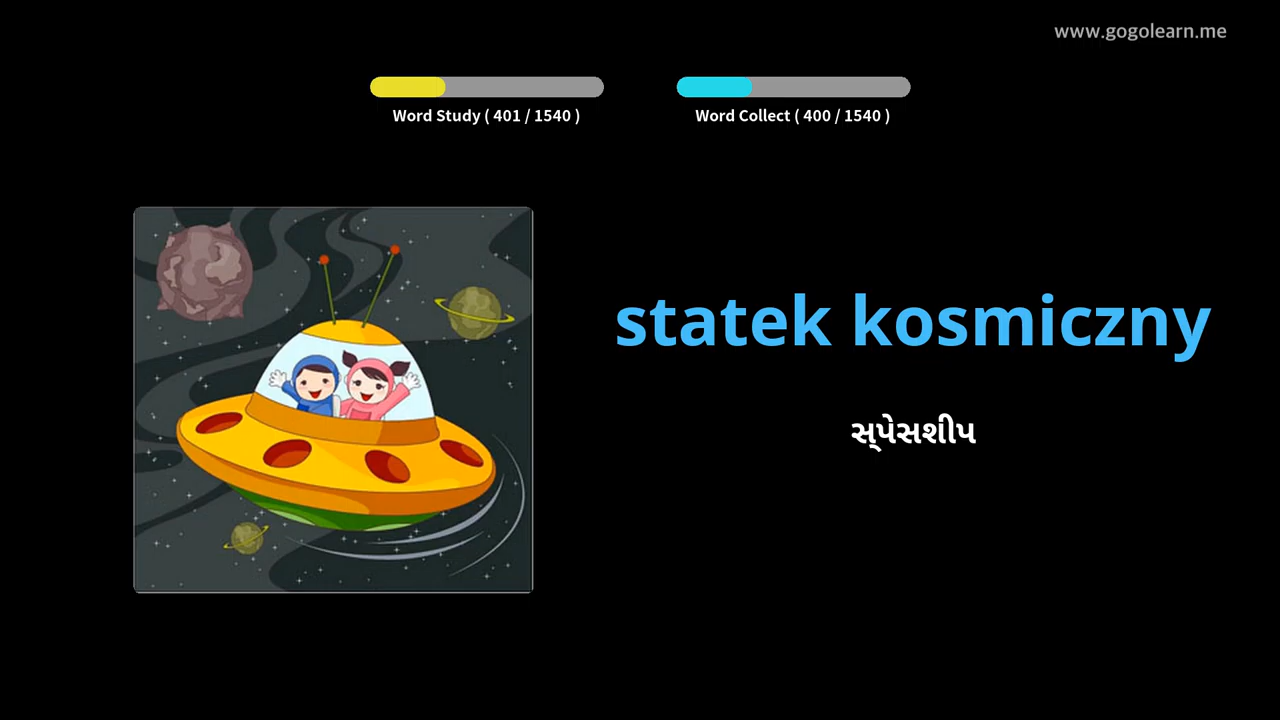 www.gogolearn.me
Word Study ( 401 / 1540 )
Word Collect ( 400 / 1540 )
statek kosmiczny
સ્પેસશીપ